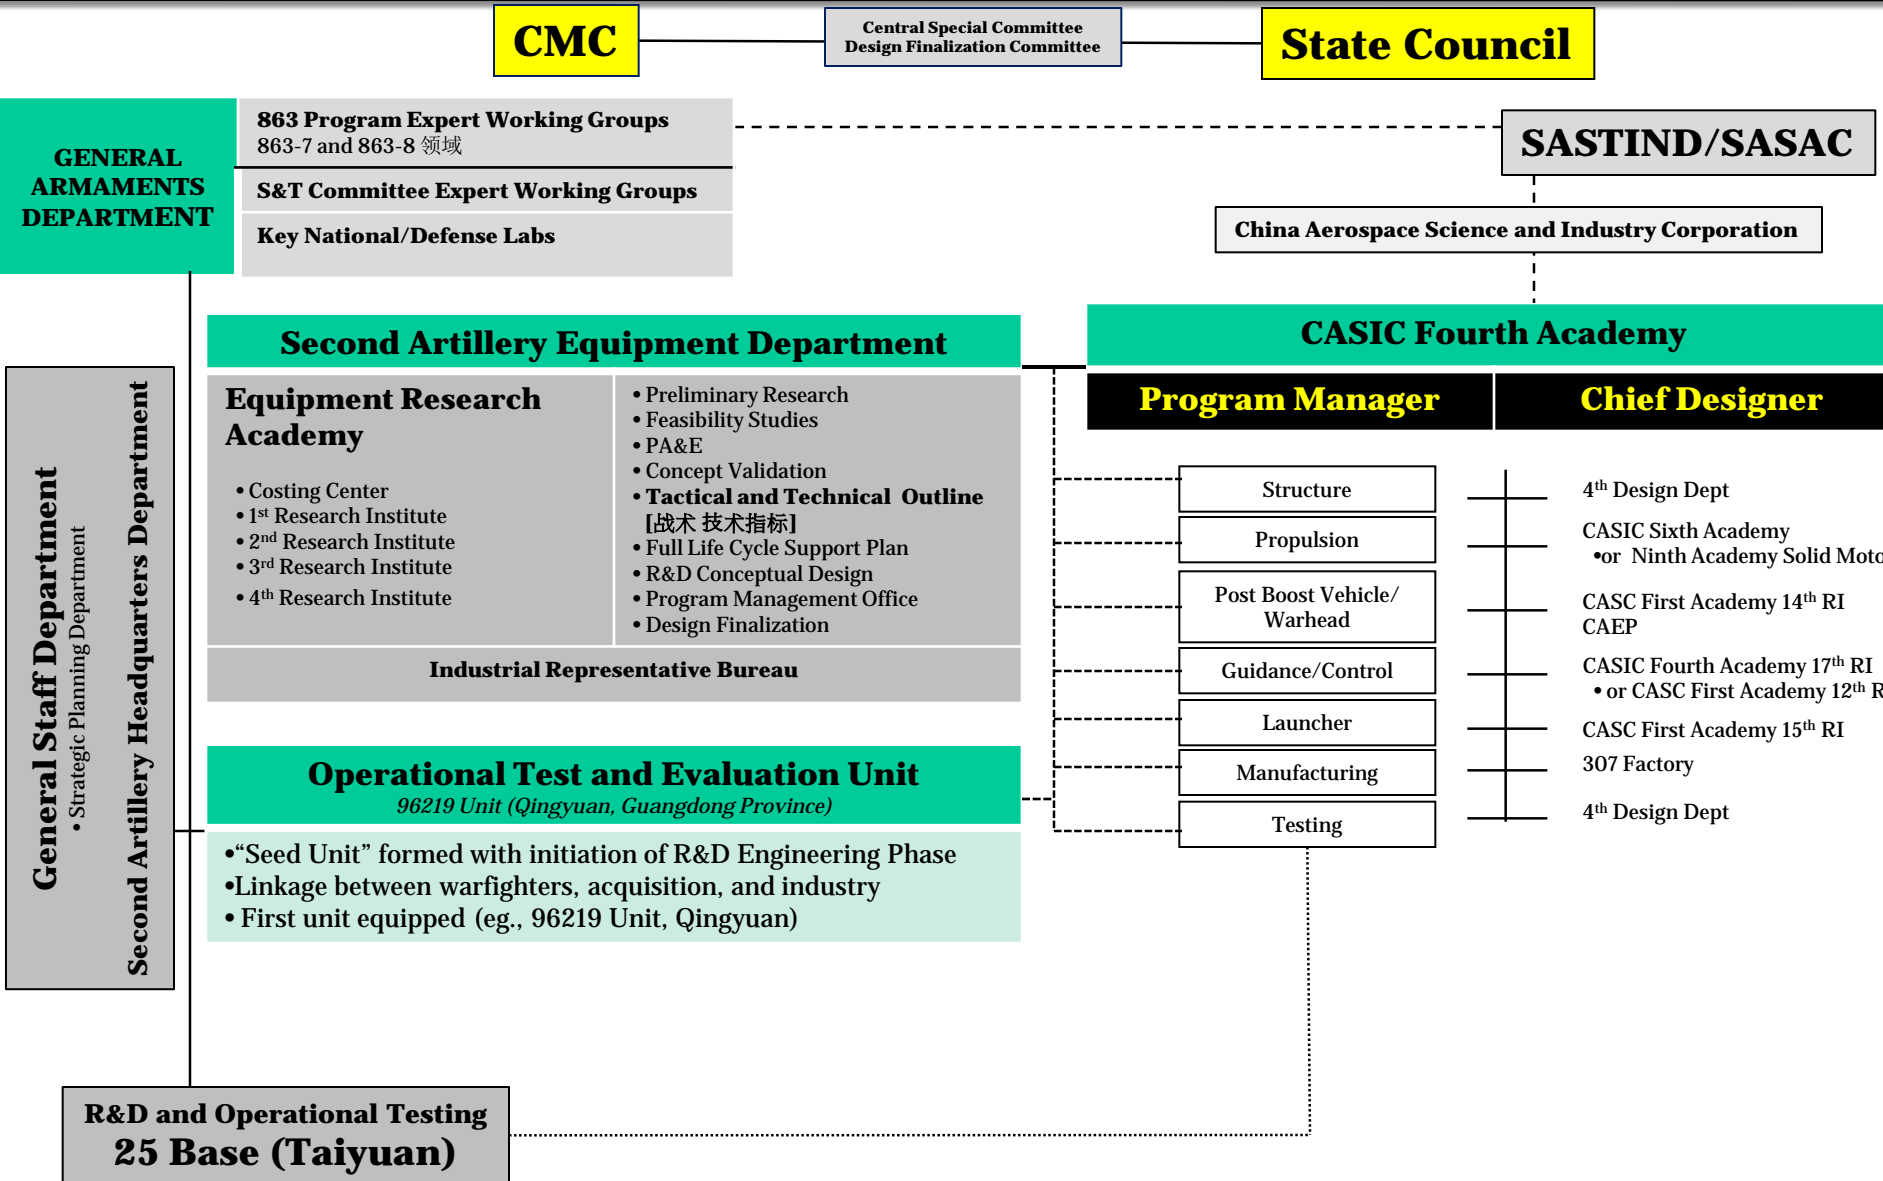 CMC
Central Special Committee
Design Finalization Committee
State Council
GENERAL
ARMAMENTS
DEPARTMENT
863 Program Expert Working Groups
863-7 and 863-8 领域
S&T Committee Expert Working Groups
Key National/Defense Labs
SASTIND/SASAC
China Aerospace Science and Industry Corporation
General Staff Department
• Strategic Planning Department
Second Artillery Headquarters Department
Second Artillery Equipment Department
Equipment Research
Academy
• Costing Center
• 1st Research Institute
• 2nd Research Institute
• 3rd Research Institute
• 4th Research Institute
• Preliminary Research
• Feasibility Studies
• PA&E
• Concept Validation
• Tactical and Technical Outline
[战术 技术指标]
• Full Life Cycle Support Plan
• R&D Conceptual Design
• Program Management Office
• Design Finalization
Industrial Representative Bureau
Operational Test and Evaluation Unit
96219 Unit (Qingyuan, Guangdong Province)
•“Seed Unit” formed with initiation of R&D Engineering Phase
•Linkage between warfighters, acquisition, and industry
• First unit equipped (eg., 96219 Unit, Qingyuan)
CASIC Fourth Academy
Program Manager
Chief Designer
Structure
4th Design Dept
Propulsion
CASIC Sixth Academy
•or Ninth Academy Solid Moto
Post Boost Vehicle/
Warhead
CASC First Academy 14th RI
CAEP
Guidance/Control
CASIC Fourth Academy 17th RI
• or CASC First Academy 12th R
Launcher
CASC First Academy 15th RI
Manufacturing
307 Factory
Testing
4th Design Dept
R&D and Operational Testing
25 Base (Taiyuan)